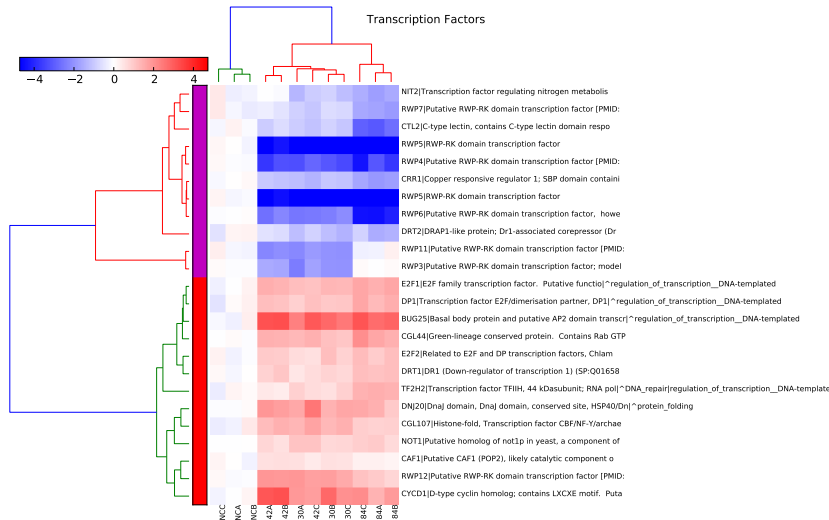 Transcription Factors
−4 −2 0 2 4
NIT2|Transcription factor regulating nitrogen metabolis
RWP7|Putative RWP-RK domain transcription factor [PMID:
CTL2|C-type lectin, contains C-type lectin domain respo
RWP5|RWP-RK domain transcription factor
RWP4|Putative RWP-RK domain transcription factor [PMID:
CRR1|Copper responsive regulator 1; SBP domain containi
RWP5|RWP-RK domain transcription factor
RWP6|Putative RWP-RK domain transcription factor, howe
DRT2|DRAP1-like protein; Dr1-associated corepressor (Dr
RWP11|Putative RWP-RK domain transcription factor [PMID:
RWP3|Putative RWP-RK domain transcription factor; model
E2F1|E2F family transcription factor. Putative functio|^regulation_of_transcription__DNA-templated
DP1|Transcription factor E2F/dimerisation partner, DP1|^regulation_of_transcription__DNA-templated
BUG25|Basal body protein and putative AP2 domain transcr|^regulation_of_transcription__DNA-templated
CGL44|Green-lineage conserved protein. Contains Rab GTP
E2F2|Related to E2F and DP transcription factors, Chlam
DRT1|DR1 (Down-regulator of transcription 1) (SP:Q01658
TF2H2|Transcription factor TFIIH, 44 kDasubunit; RNA pol|^DNA_repair|regulation_of_transcription__DNA-template
DNJ20|DnaJ domain, DnaJ domain, conserved site, HSP40/Dn|^protein_folding
CGL107|Histone-fold, Transcription factor CBF/NF-Y/archae
NOT1|Putative homolog of not1p in yeast, a component of
CAF1|Putative CAF1 (POP2), likely catalytic component o
RWP12|Putative RWP-RK domain transcription factor [PMID:
CYCD1|D-type cyclin homolog; contains LXCXE motif. Puta
NCC NCA NCB 42A 42B 30A 42C 30B 30C 84C 84A 84B